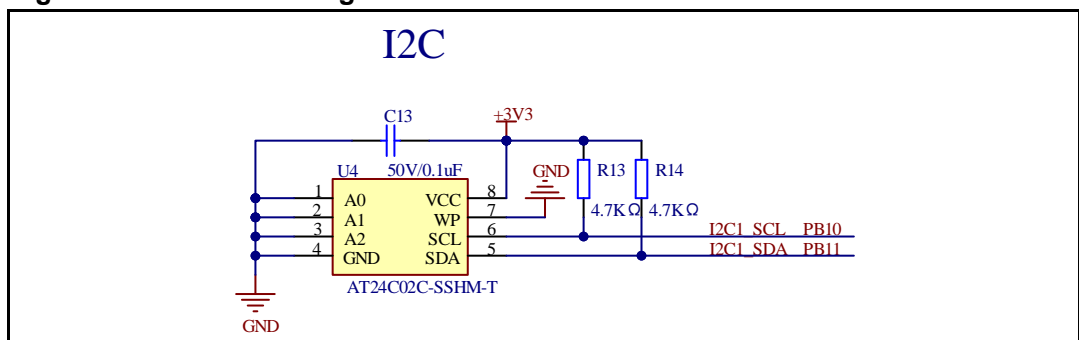 I2C
C13
+3V3
U4
50V/0.1uF
GND
R13
R14
4.7KΩ
4.7KΩ
1
A0
VCC
8
2
A1
WP
7
3
A2
SCL
6
4
GND
SDA
5
I2C1_SCL PB10
I2C1_SDA PB11
AT24C02C-SSHM-T
GND